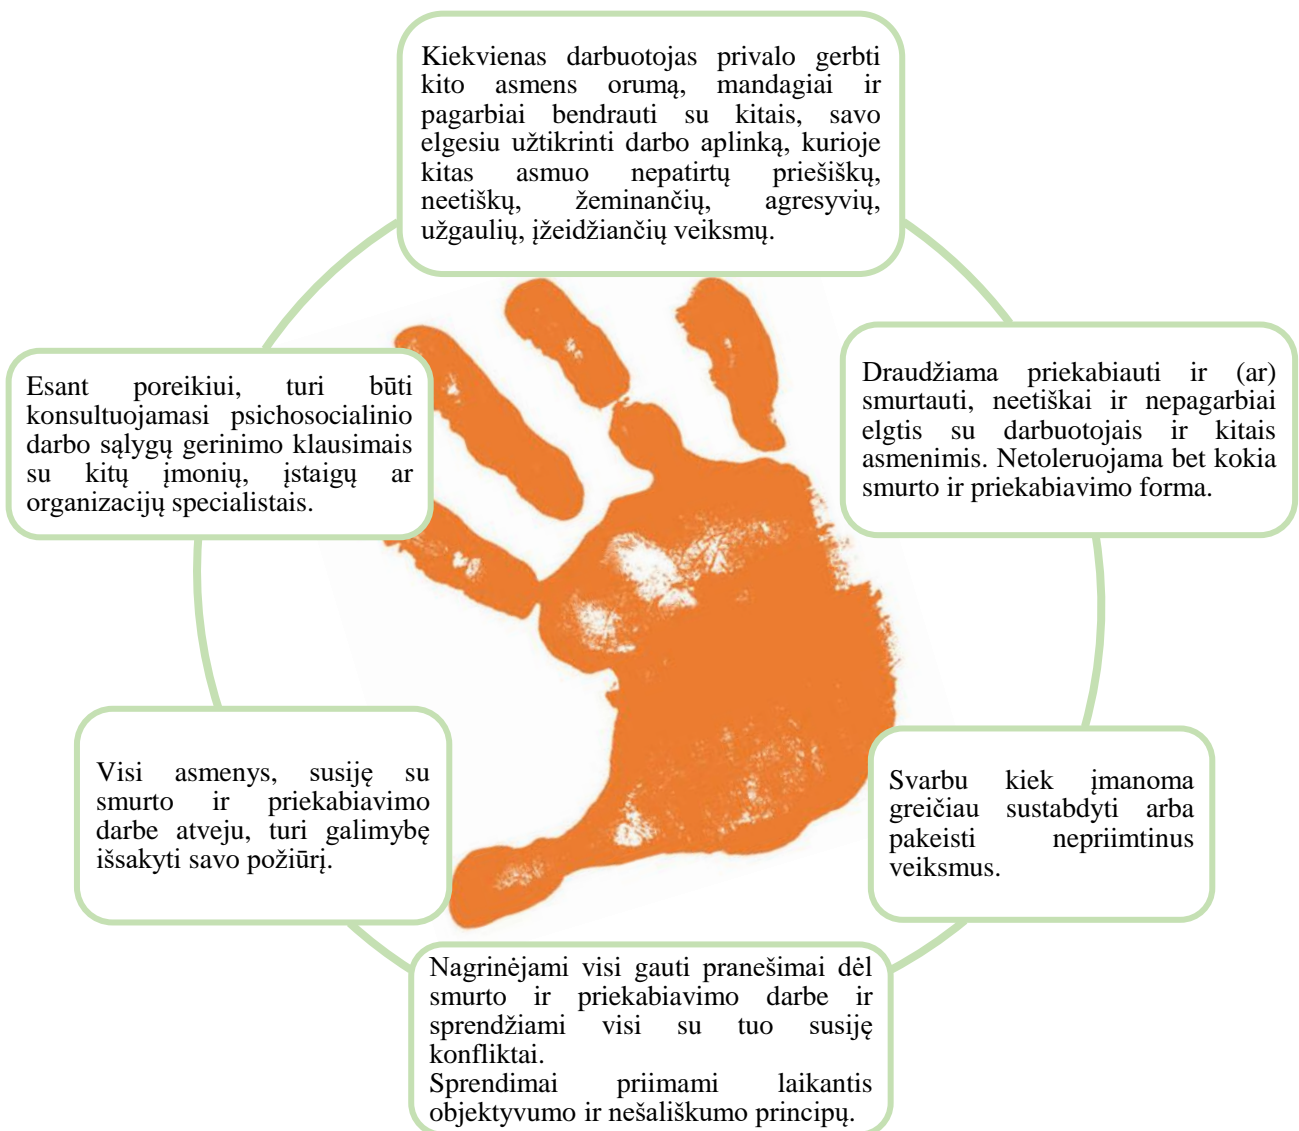 Kiekvienas darbuotojas privalo gerbti
kito asmens orumą, mandagiai ir
pagarbiai bendrauti su kitais, savo
elgesiu užtikrinti darbo aplinką, kurioje
kitas asmuo nepatirtų priešiškų,
neetiškų, žeminančių, agresyvių,
užgaulių, įžeidžiančių veiksmų.
Draudžiama priekabiauti ir (ar)
smurtauti, neetiškai ir nepagarbiai
elgtis su darbuotojais ir kitais
asmenimis. Netoleruojama bet kokia
smurto ir priekabiavimo forma.
Svarbu kiek įmanoma
greičiau sustabdyti arba
pakeisti nepriimtinus
veiksmus.
Nagrinėjami visi gauti pranešimai dėl
smurto ir priekabiavimo darbe ir
sprendžiami visi su tuo susiję
konfliktai.
Sprendimai priimami laikantis
objektyvumo ir nešališkumo principų.
Visi asmenys, susiję su
smurto ir priekabiavimo
darbe atveju, turi galimybę
išsakyti savo požiūrį.
Esant poreikiui, turi būti
konsultuojamasi psichosocialinio
darbo sąlygų gerinimo klausimais
su kitų įmonių, įstaigų ar
organizacijų specialistais.